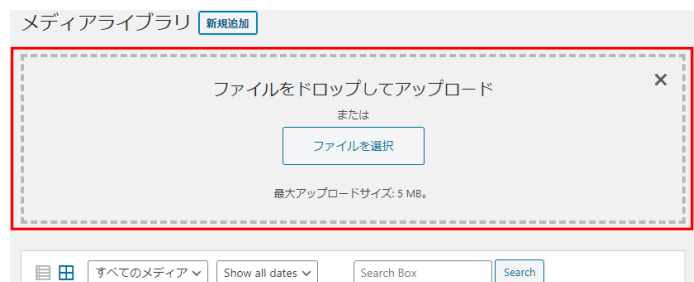 メディアライブラリ 新規追加
ファイルをドロップしてアップロード
または
ファイルを選択
最大アップロードサイズ: 5 MB。
すべてのメディア Show all dates Search Box Search